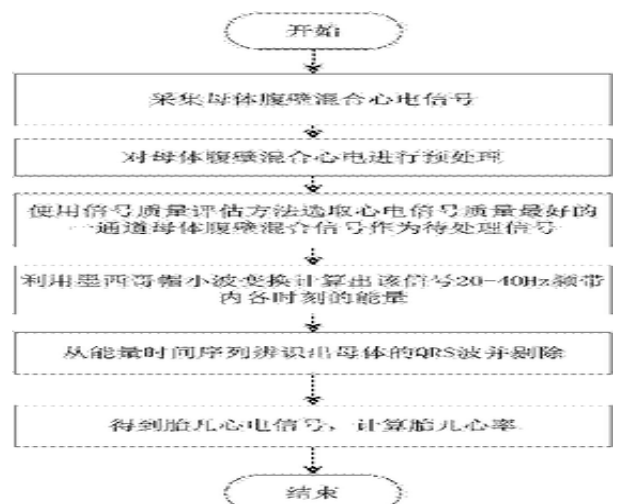 开始
采集母体腹壁混合心电信号
对母体腹壁混合心电进行预处理
使用信号质量评估方法选取心电信号质量最好的
一通道母体腹壁混合信号作为待处理信号
利用墨西哥帽小波变换计算出该信号20-40Hz频带
内各时刻的能量
从能量时间序列辨识出母体的QRS波并剔除
得到胎儿心电信号，计算胎儿心率
结束